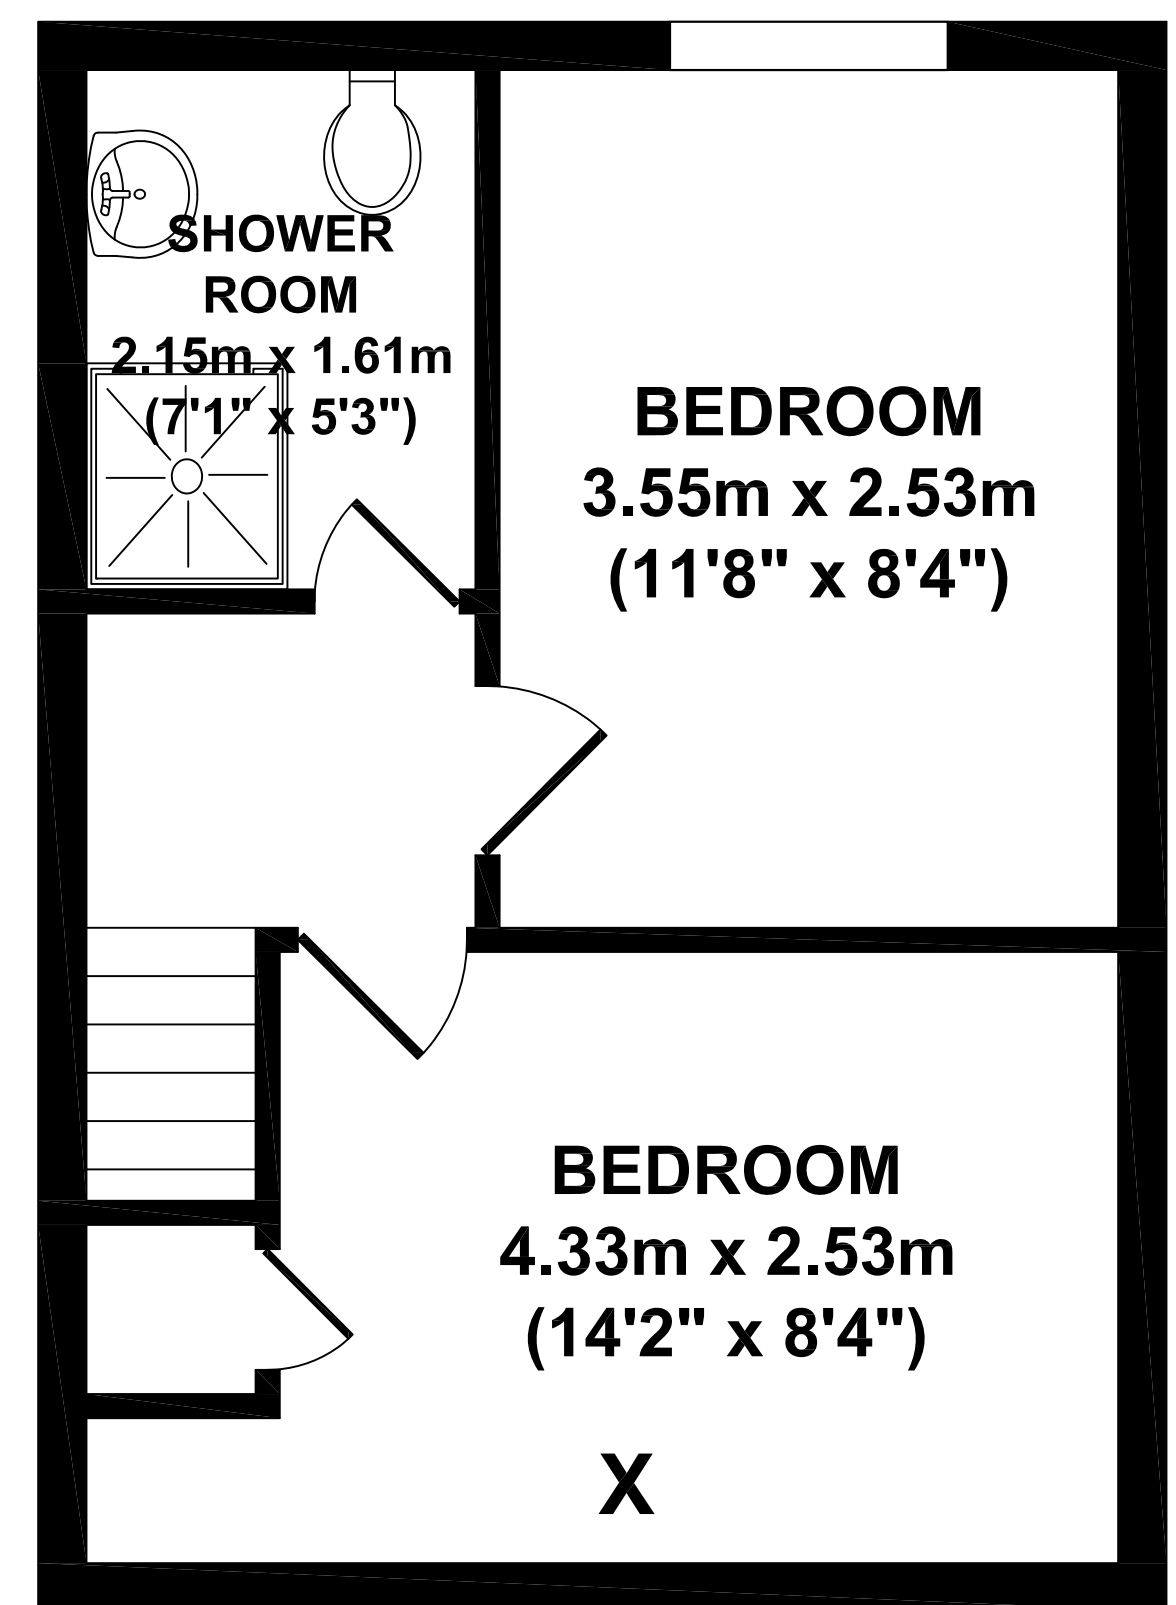 SHOWER
ROOM
2.15m x 1.61m
(7'1" x 5'3")
BEDROOM
3.55m x 2.53m
(11'8" x 8'4")
BEDROOM
4.33m x 2.53m
(14'2" x 8'4")
X